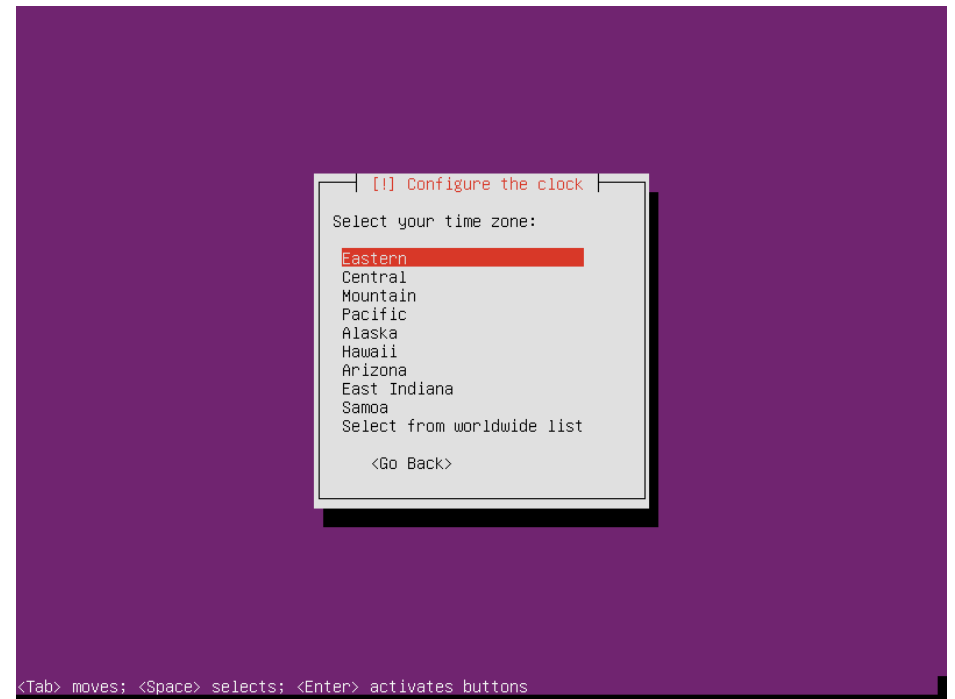 [!] Configure the clock
Select your time zone:
Eastern
Central
Mountain
Pacific
Alaska
Hawaii
Arizona
East Indiana
Samoa
Select from worldwide list
<Go Back>
<Tab> moves; <Space> selects; <Enter> activates buttons